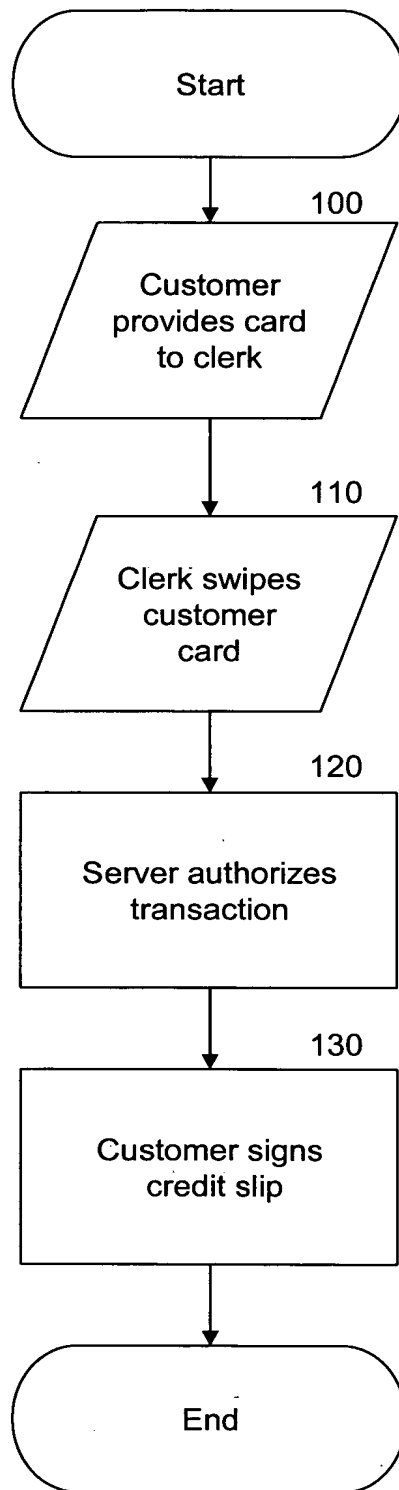 Start
100
Customer
provides card
to clerk
110
Clerk swipes
customer
card
120
Server authorizes
transaction
130
Customer signs
credit slip
End